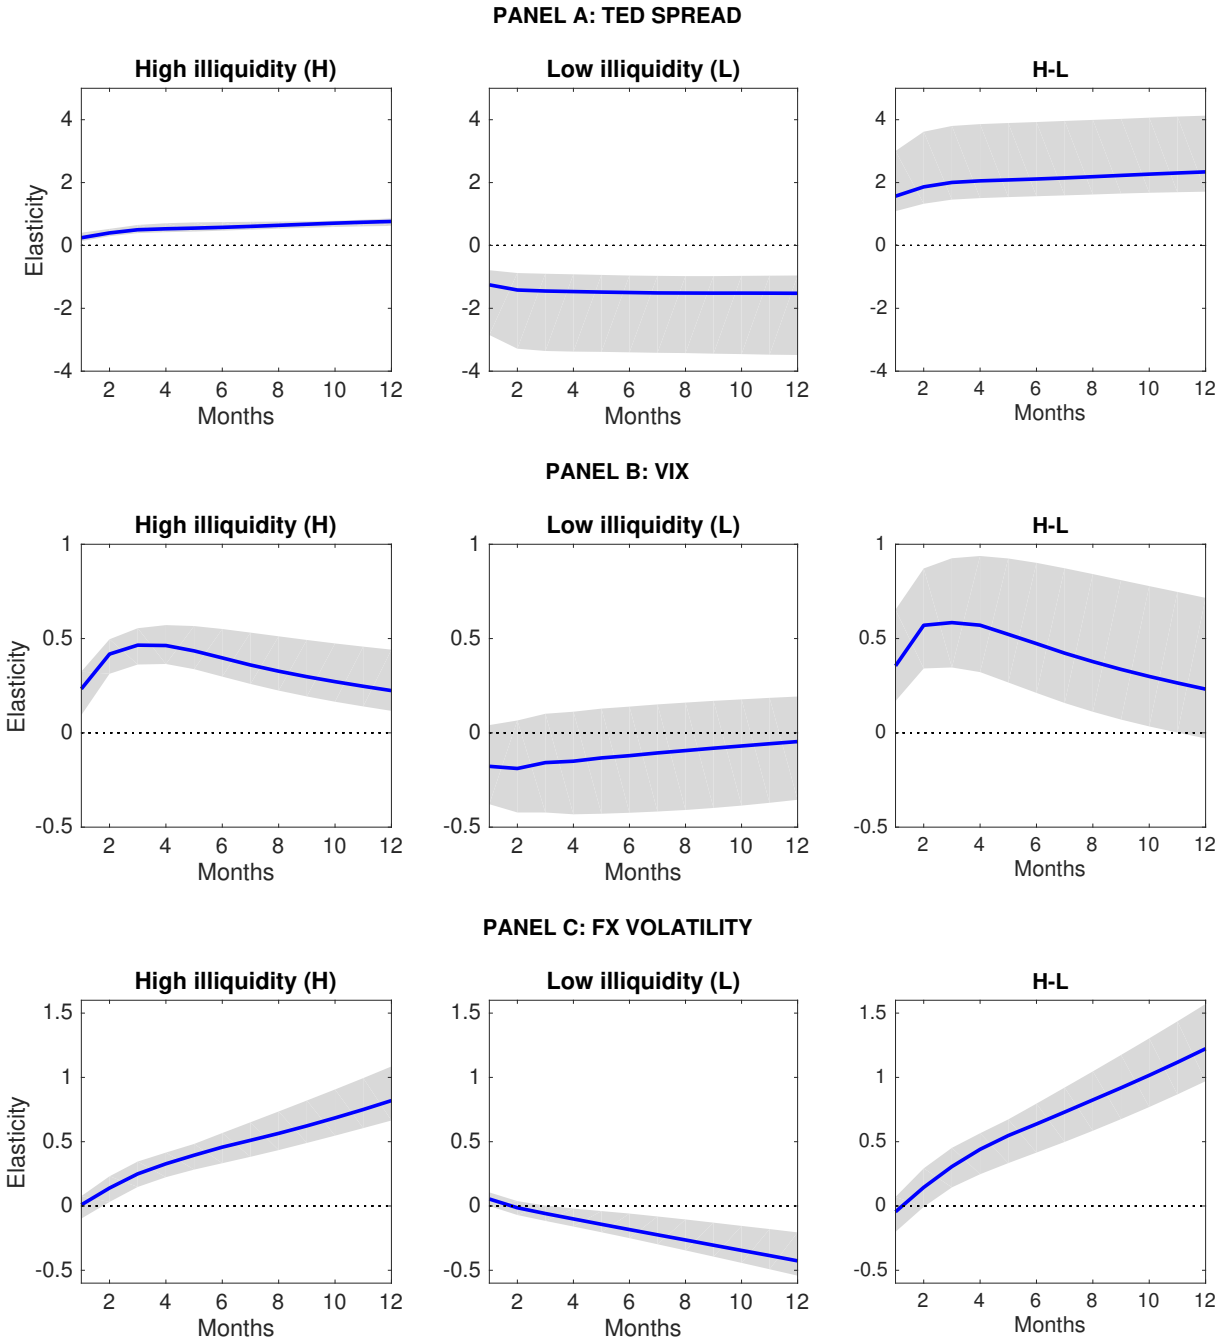 PANEL A: TED SPREAD
High illiquidity (H)
Low illiquidity (L)
H-L
Elasticity
4
2
0
-2
-4
2 4 6 8 10 12
Months
4
2
0
-2
-4
2 4 6 8 10 12
Months
4
2
0
-2
-4
2 4 6 8 10 12
Months
PANEL B: VIX
High illiquidity (H)
Low illiquidity (L)
H-L
Elasticity
1
0.5
0
-0.5
2 4 6 8 10 12
Months
1
0.5
0
-0.5
2 4 6 8 10 12
Months
1
0.5
0
-0.5
2 4 6 8 10 12
Months
PANEL C: FX VOLATILITY
High illiquidity (H)
Low illiquidity (L)
H-L
Elasticity
1.5
1
0.5
0
-0.5
2 4 6 8 10 12
Months
1.5
1
0.5
0
-0.5
2 4 6 8 10 12
Months
1.5
1
0.5
0
-0.5
2 4 6 8 10 12
Months